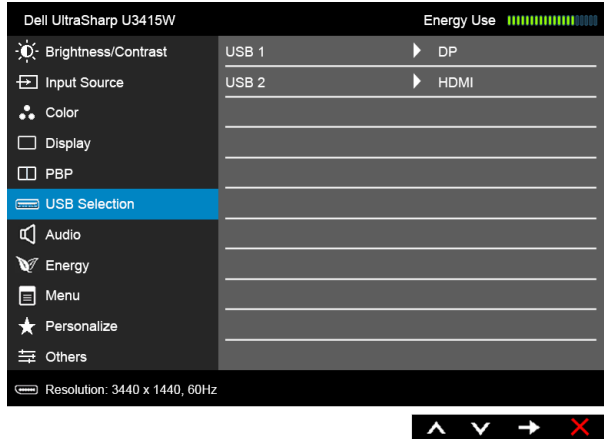 Dell UltraSharp U3415W Energy Use
Brightness/Contrast USB 1 DP
Input Source USB 2 HDMI
Color
Display
PBP
USB Selection
Audio
Energy
Menu
Personalize
Others
Resolution: 3440 x 1440, 60Hz